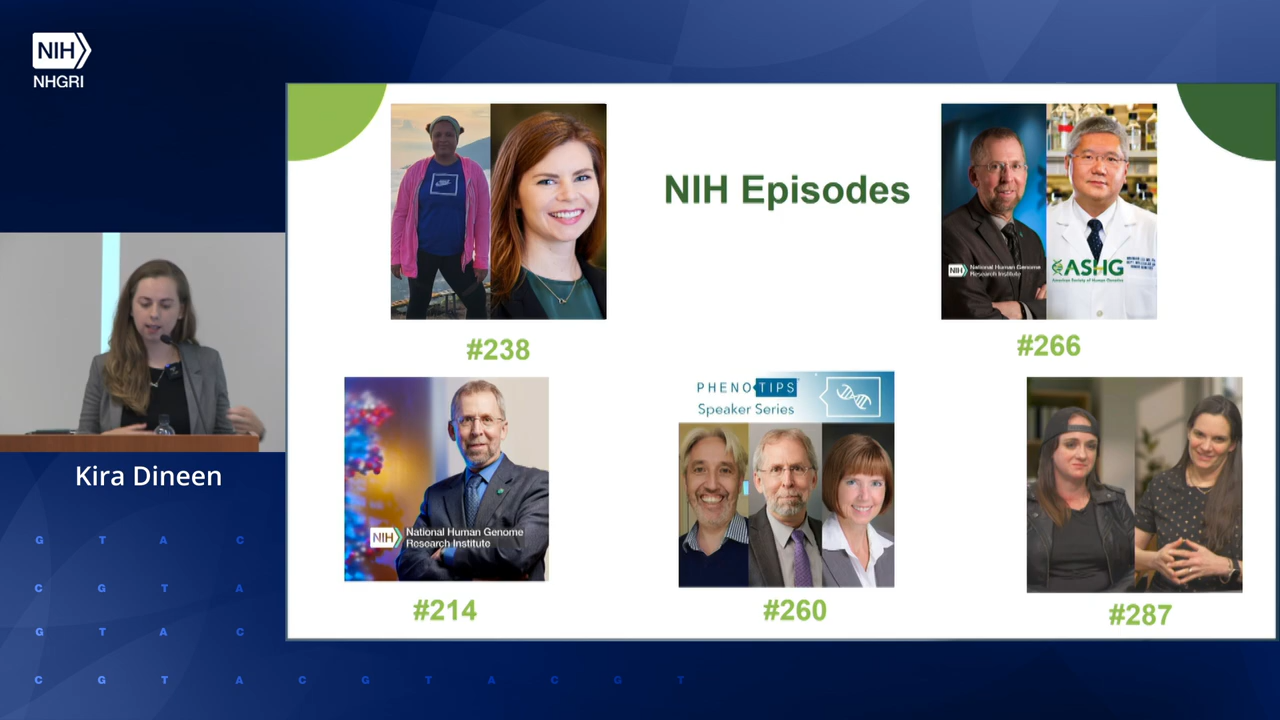 NIH
NHGRI
NIH Episodes
NIH National Human Genome
Research Institute
ASHG
American Society of Human Genetics
#238
#266
NIH National Human Genome
Research Institute
PHENOTIPS
Speaker Series
#214
#260
#287
Kira Dineen
G T A C
C G T A
G T A C
C G T A C G T A C G T